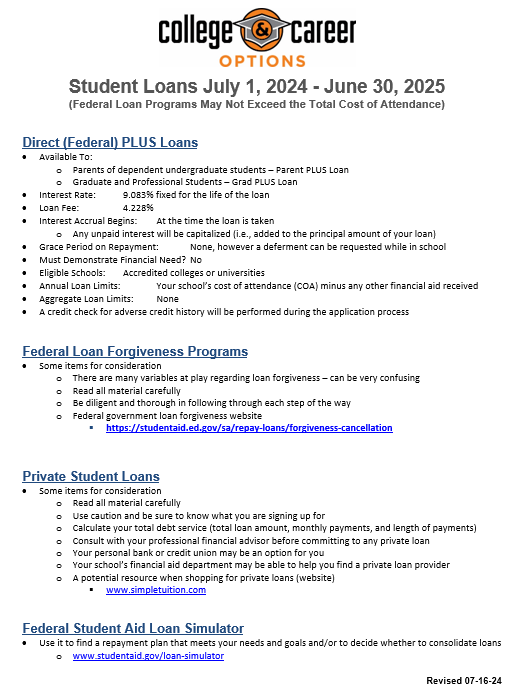 college & career
OPTIONS
Student Loans July 1, 2024 - June 30, 2025
(Federal Loan Programs May Not Exceed the Total Cost of Attendance)
Direct (Federal) PLUS Loans
• Available To:
o Parents of dependent undergraduate students – Parent PLUS Loan
o Graduate and Professional Students – Grad PLUS Loan
• Interest Rate: 9.083% fixed for the life of the loan
• Loan Fee: 4.228%
• Interest Accrual Begins: At the time the loan is taken
o Any unpaid interest will be capitalized (i.e., added to the principal amount of your loan)
• Grace Period on Repayment: None, however a deferment can be requested while in school
• Must Demonstrate Financial Need? No
• Eligible Schools: Accredited colleges or universities
• Annual Loan Limits: Your school's cost of attendance (COA) minus any other financial aid received
• Aggregate Loan Limits: None
• A credit check for adverse credit history will be performed during the application process
Federal Loan Forgiveness Programs
• Some items for consideration
o There are many variables at play regarding loan forgiveness – can be very confusing
o Read all material carefully
o Be diligent and thorough in following through each step of the way
o Federal government loan forgiveness website
▪ https://studentaid.ed.gov/sa/repay-loans/forgiveness-cancellation
Private Student Loans
• Some items for consideration
o Read all material carefully
o Use caution and be sure to know what you are signing up for
o Calculate your total debt service (total loan amount, monthly payments, and length of payments)
o Consult with your professional financial advisor before committing to any private loan
o Your personal bank or credit union may be an option for you
o Your school's financial aid department may be able to help you find a private loan provider
o A potential resource when shopping for private loans (website)
▪ www.simpletuition.com
Federal Student Aid Loan Simulator
• Use it to find a repayment plan that meets your needs and goals and/or to decide whether to consolidate loans
o www.studentaid.gov/loan-simulator
Revised 07-16-24